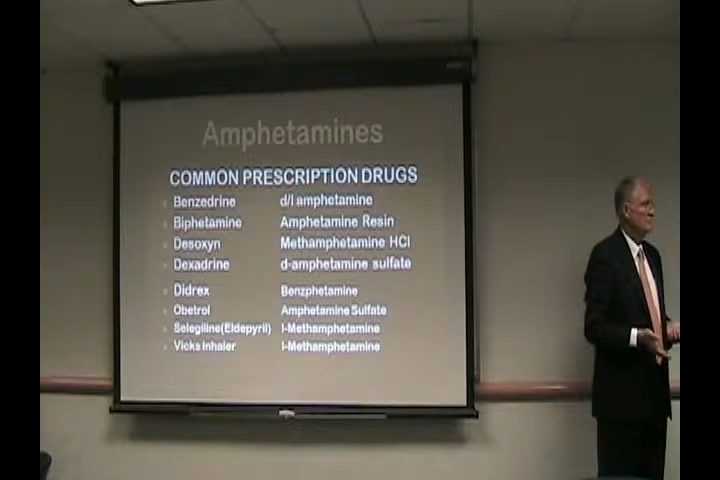 Amphetamines
COMMON PRESCRIPTION DRUGS
Benzedrine d/l amphetamine
Biphetamine Amphetamine Resin
Desoxyn Methamphetamine HCl
Dexadrine d-amphetamine sulfate
Didrex Benzphetamine
Obetrol Amphetamine Sulfate
Selegiline(Eldepyril) l-Methamphetamine
Vicks Inhaler l-Methamphetamine